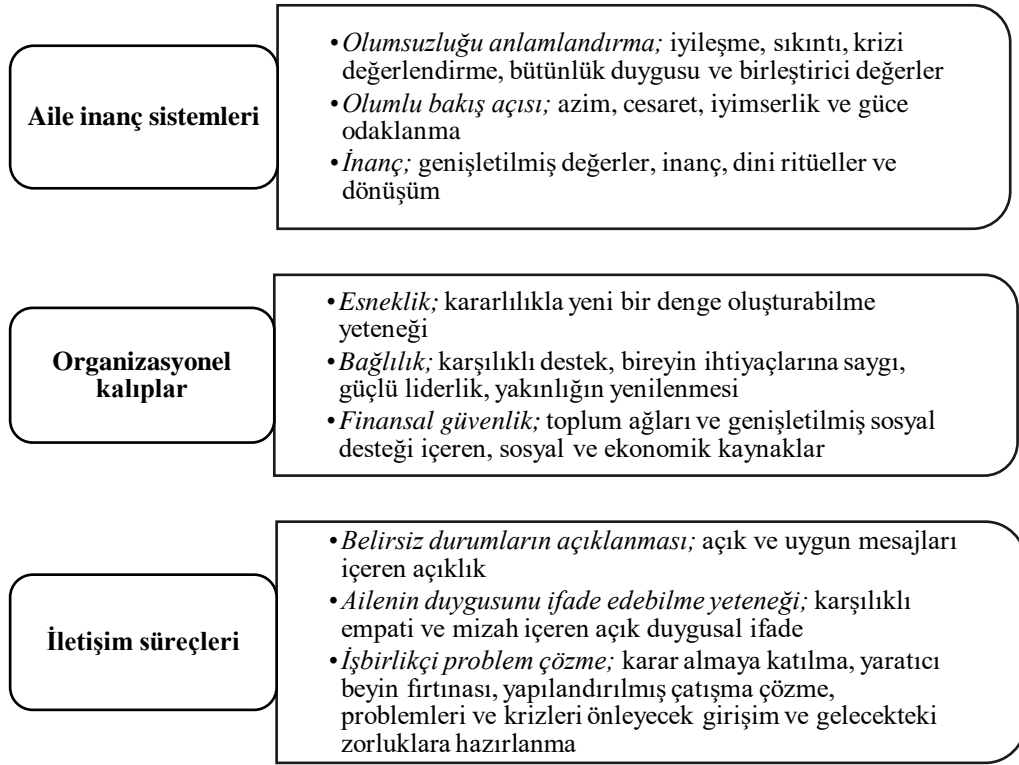 Aile inanç sistemleri
•Olumsuzluğu anlamlandırma; iyileşme, sıkıntı, krizi
değerlendirme, bütünlük duygusu ve birleştirici değerler
•Olumlu bakış açısı; azim, cesaret, iyimserlik ve güce
odaklanma
•İnanç; genişletilmiş değerler, inanç, dini ritüeller ve
dönüşüm
Organizasyonel
kalıplar
•Esneklik; kararlılıkla yeni bir denge oluşturabilme
yeteneği
•Bağlılık; karşılıklı destek, bireyin ihtiyaçlarına saygı,
güçlü liderlik, yakınlığın yenilenmesi
•Finansal güvenlik; toplum ağları ve genişletilmiş sosyal
desteği içeren, sosyal ve ekonomik kaynaklar
İletişim süreçleri
•Belirsiz durumların açıklanması; açık ve uygun mesajları
içeren açıklık
•Ailenin duygusunu ifade edebilme yeteneği; karşılıklı
empati ve mizah içeren açık duygusal ifade
•İşbirlikçi problem çözme; karar almaya katılma, yaratıcı
beyin fırtınası, yapılandırılmış çatışma çözme,
problemleri ve krizleri önleyecek girişim ve gelecekteki
zorluklara hazırlanma